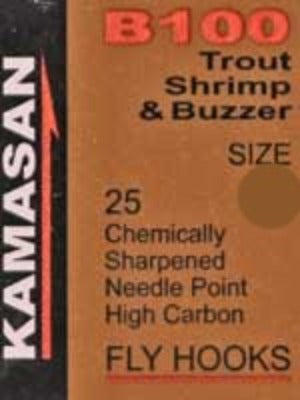 KAMASAN
B100
Trout
Shrimp
& Buzzer
SIZE
25
Chemically
Sharpened
Needle Point
High Carbon
FLY HOOKS